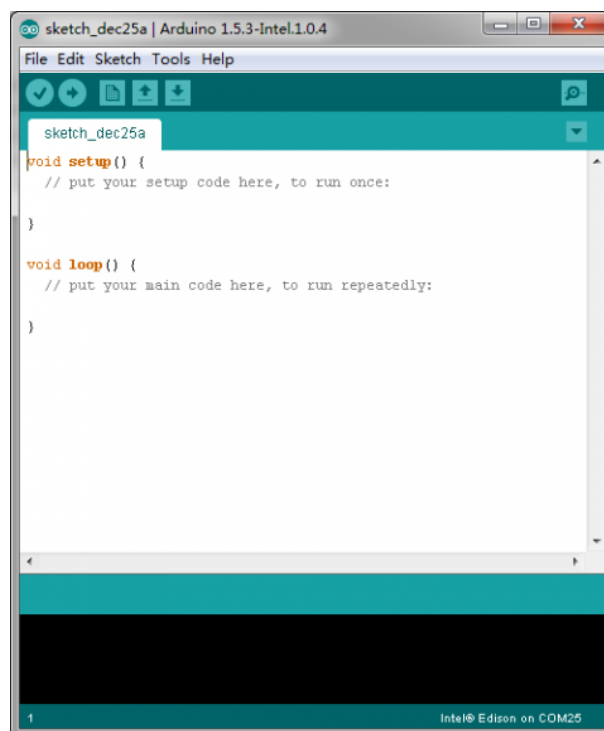 sketch_dec25a | Arduino 1.5.3-Intel.1.0.4
File Edit Sketch Tools Help
sketch_dec25a
void setup() {
  // put your setup code here, to run once:
}
void loop() {
  // put your main code here, to run repeatedly:
}
1
Intel® Edison on COM25